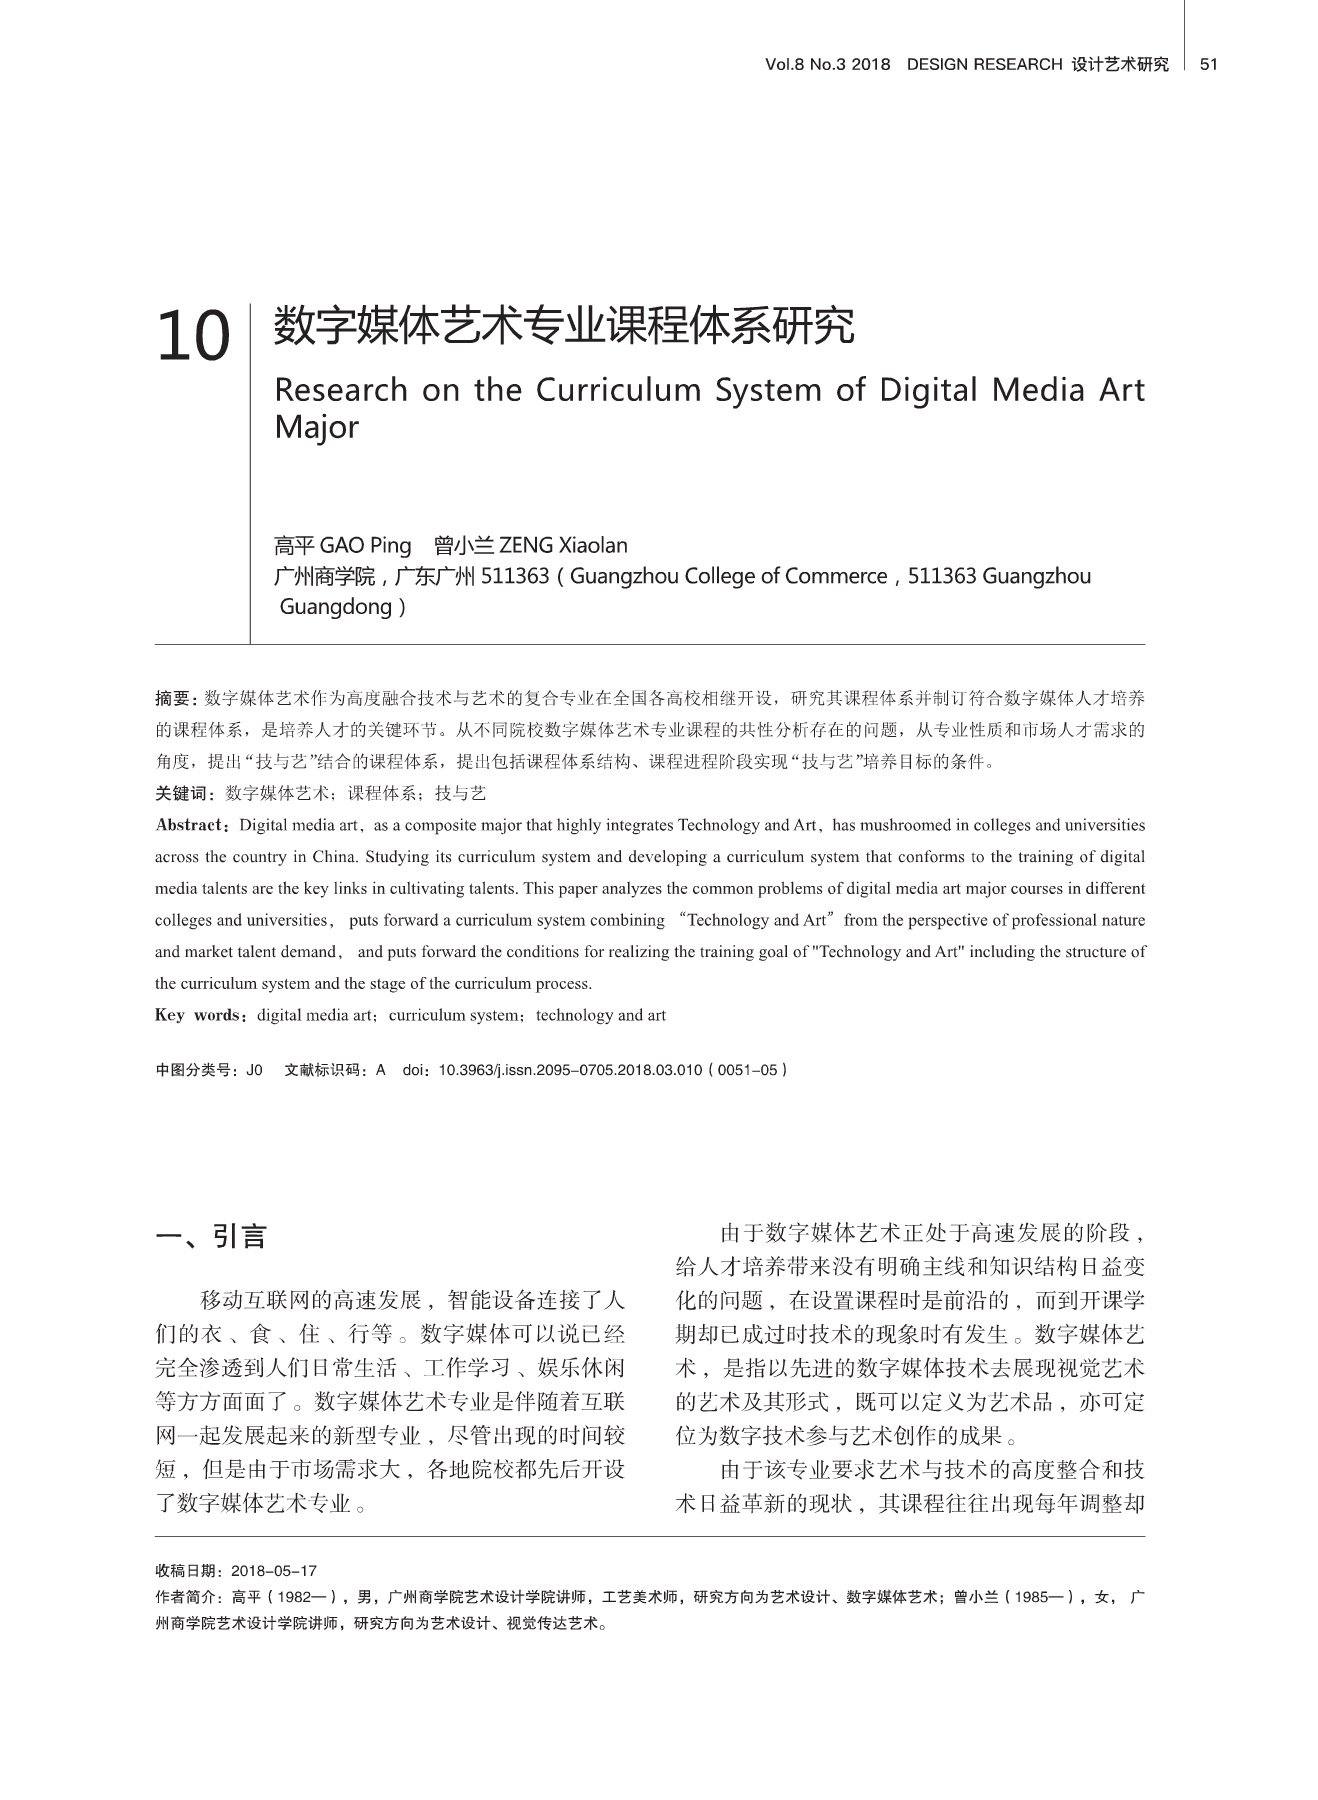 Vol.8 No.3 2018 DESIGN RESEARCH 设计艺术研究 51
10
数字媒体艺术专业课程体系研究
Research on the Curriculum System of Digital Media Art
Major
高平 GAO Ping 曾小兰 ZENG Xiaolan
广州商学院，广东广州 511363（Guangzhou College of Commerce，511363 Guangzhou
Guangdong）
摘要：数字媒体艺术作为高度融合技术与艺术的复合专业在全国各高校相继开设，研究其课程体系并制订符合数字媒体人才培养
的课程体系，是培养人才的关键环节。从不同院校数字媒体艺术专业课程的共性分析存在的问题，从专业性质和市场人才需求的
角度，提出“技与艺”结合的课程体系，提出包括课程体系结构、课程进程阶段实现“技与艺”培养目标的条件。
关键词：数字媒体艺术；课程体系；技与艺
Abstract：Digital media art，as a composite major that highly integrates Technology and Art，has mushroomed in colleges and universities
across the country in China. Studying its curriculum system and developing a curriculum system that conforms to the training of digital
media talents are the key links in cultivating talents. This paper analyzes the common problems of digital media art major courses in different
colleges and universities， puts forward a curriculum system combining “Technology and Art” from the perspective of professional nature
and market talent demand， and puts forward the conditions for realizing the training goal of "Technology and Art" including the structure of
the curriculum system and the stage of the curriculum process.
Key words：digital media art；curriculum system；technology and art
中图分类号：J0 文献标识码：A doi：10.3963/j.issn.2095-0705.2018.03.010（0051-05）
一、引言
移动互联网的高速发展，智能设备连接了人
们的衣、食、住、行等。数字媒体可以说已经
完全渗透到人们日常生活、工作学习、娱乐休闲
等方方面面了。数字媒体艺术专业是伴随着互联
网一起发展起来的新型专业，尽管出现的时间较
短，但是由于市场需求大，各地院校都先后开设
了数字媒体艺术专业。
由于数字媒体艺术正处于高速发展的阶段，
给人才培养带来没有明确主线和知识结构日益变
化的问题，在设置课程时是前沿的，而到开课学
期却已成过时技术的现象时有发生。数字媒体艺
术，是指以先进的数字媒体技术去展现视觉艺术
的艺术及其形式，既可以定义为艺术品，亦可定
位为数字技术参与艺术创作的成果。
由于该专业要求艺术与技术的高度整合和技
术日益革新的现状，其课程往往出现每年调整却
收稿日期：2018-05-17
作者简介：高平（1982—），男，广州商学院艺术设计学院讲师，工艺美术师，研究方向为艺术设计、数字媒体艺术；曾小兰（1985—），女， 广
州商学院艺术设计学院讲师，研究方向为艺术设计、视觉传达艺术。